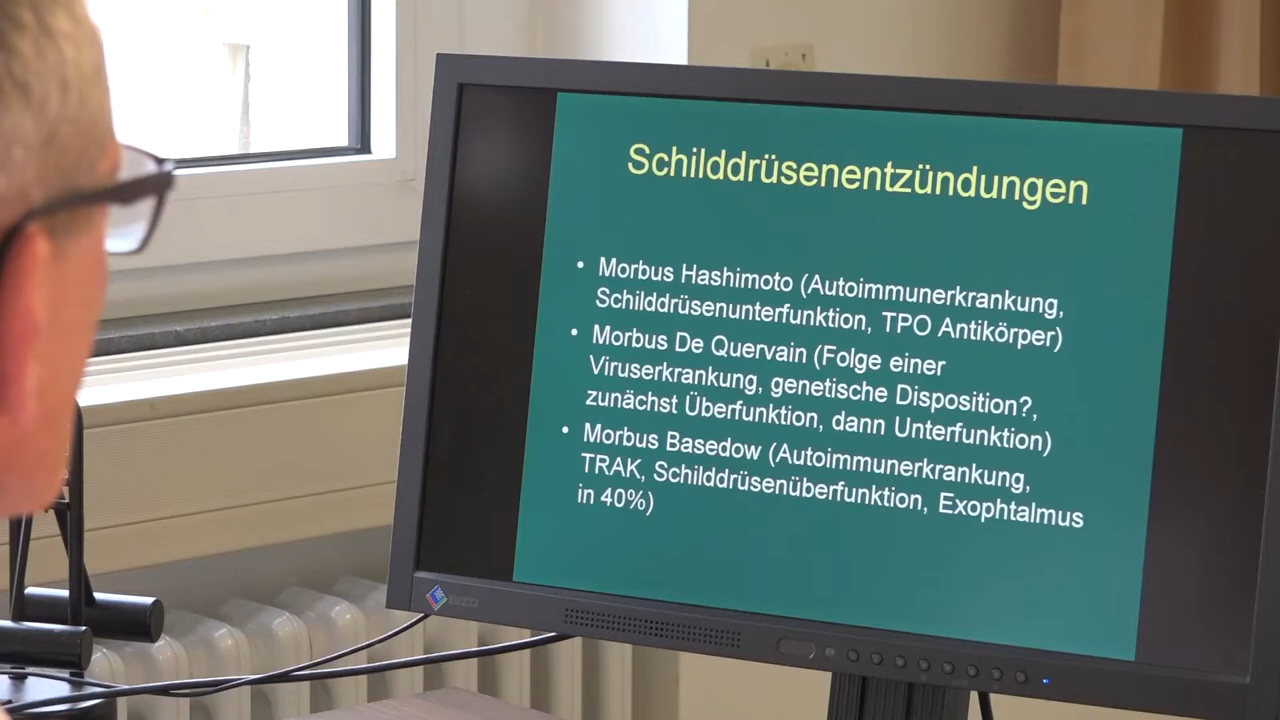 Schilddrüsenentzündungen
• Morbus Hashimoto (Autoimmunerkrankung,
Schilddrüsenunterfunktion, TPO Antikörper)
• Morbus De Quervain (Folge einer
Viruserkrankung, genetische Disposition?,
zunächst Überfunktion, dann Unterfunktion)
• Morbus Basedow (Autoimmunerkrankung,
TRAK, Schilddrüsenüberfunktion, Exophtalmus
in 40%)
EIZO